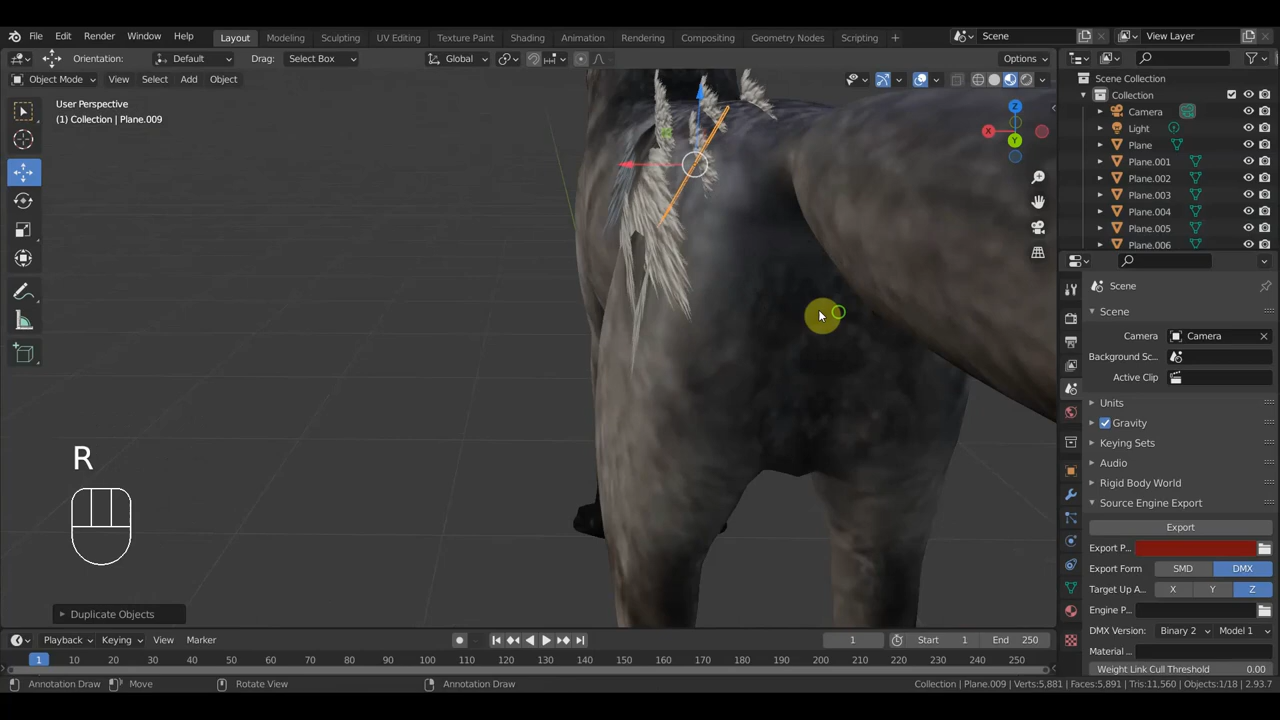 File Edit Render Window Help Layout Modeling Sculpting UV Editing Texture Paint Shading Animation Rendering Compositing Geometry Nodes Scripting + Scene View Layer
Orientation: Default Drag: Select Box Global Options
Object Mode View Select Add Object
User Perspective
(1) Collection | Plane.009
X Y Z
Scene Collection
Collection
Camera
Light
Plane
Plane.001
Plane.002
Plane.003
Plane.004
Plane.005
Plane.006
Scene
Scene
Camera Camera
Background Sc...
Active Clip
Units
Gravity
Keying Sets
Audio
Rigid Body World
Source Engine Export
Export
Export P...
Export Form SMD DMX
Target Up A... X Y Z
Engine P...
DMX Version: Binary 2 Model 1
Material ...
Weight Link Cull Threshold 0.00
R
Duplicate Objects
Playback Keying View Marker 1 Start 1 End 250
1 10 20 30 40 50 60 70 80 90 100 110 120 130 140 150 160 170 180 190 200 210 220 230 240 250
Annotation Draw Move Rotate View Annotation Draw Collection | Plane.009 | Verts:5,881 | Faces:5,891 | Tris:11,560 | Objects:1/18 | 2.93.7